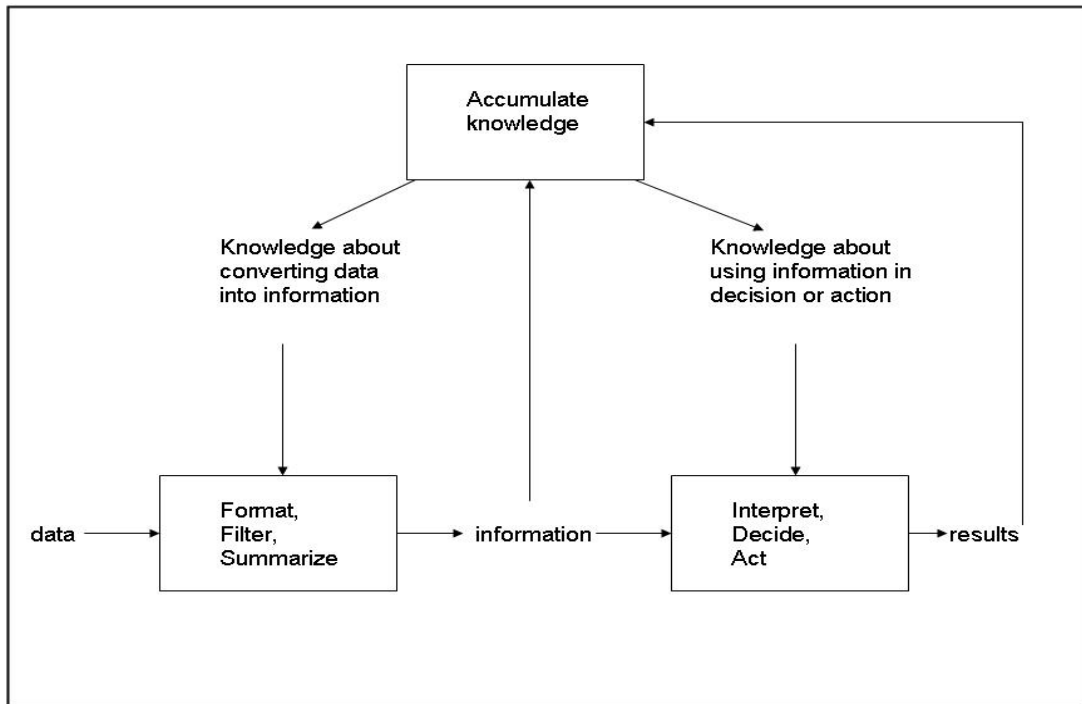 Accumulate
knowledge
Knowledge about
converting data
into information
Knowledge about
using information in
decision or action
data
Format,
Filter,
Summarize
information
Interpret,
Decide,
Act
results